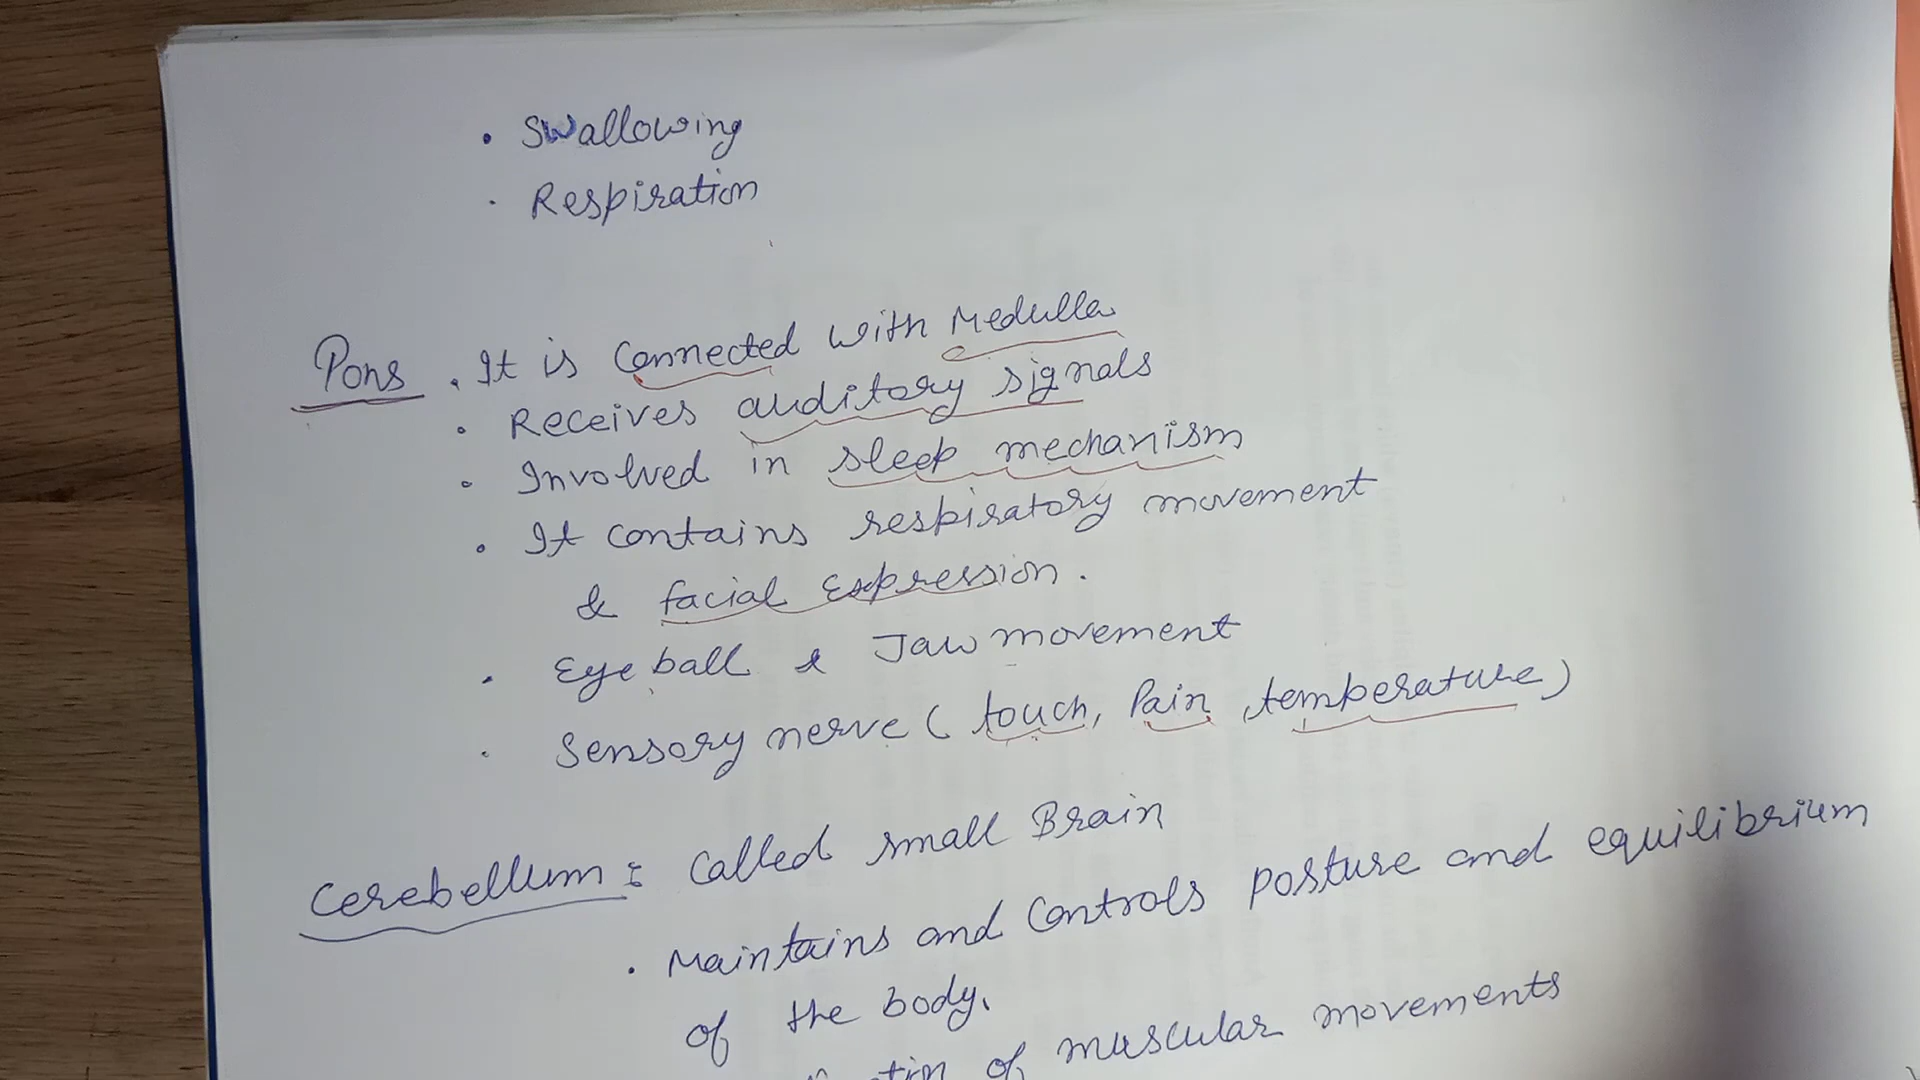 • Swallowing
• Respiration
Pons • It is connected with Medulla
• Receives auditory signals
• Involved in sleep mechanism
• It contains respiratory movement
& facial expression.
• Eye ball & Jaw movement
• Sensory nerve ( touch, Pain, temperature)
Cerebellum : Called small Brain
• Maintains and Controls posture and equilibrium
of the body.
of muscular movements